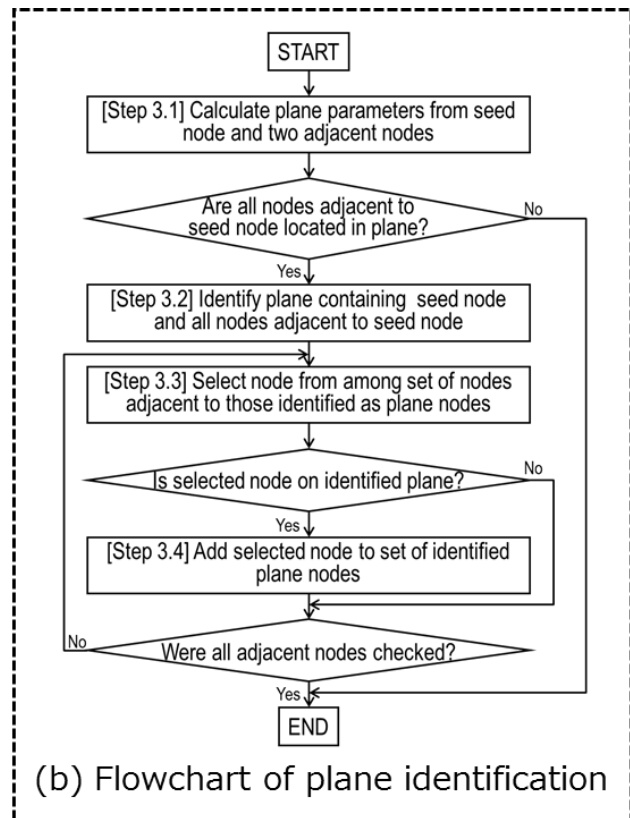 START
[Step 3.1] Calculate plane parameters from seed
node and two adjacent nodes
Are all nodes adjacent to
seed node located in plane?
No
Yes
[Step 3.2] Identify plane containing seed node
and all nodes adjacent to seed node
[Step 3.3] Select node from among set of nodes
adjacent to those identified as plane nodes
Is selected node on identified plane?
No
Yes
[Step 3.4] Add selected node to set of identified
plane nodes
No
Were all adjacent nodes checked?
Yes
END
(b) Flowchart of plane identification